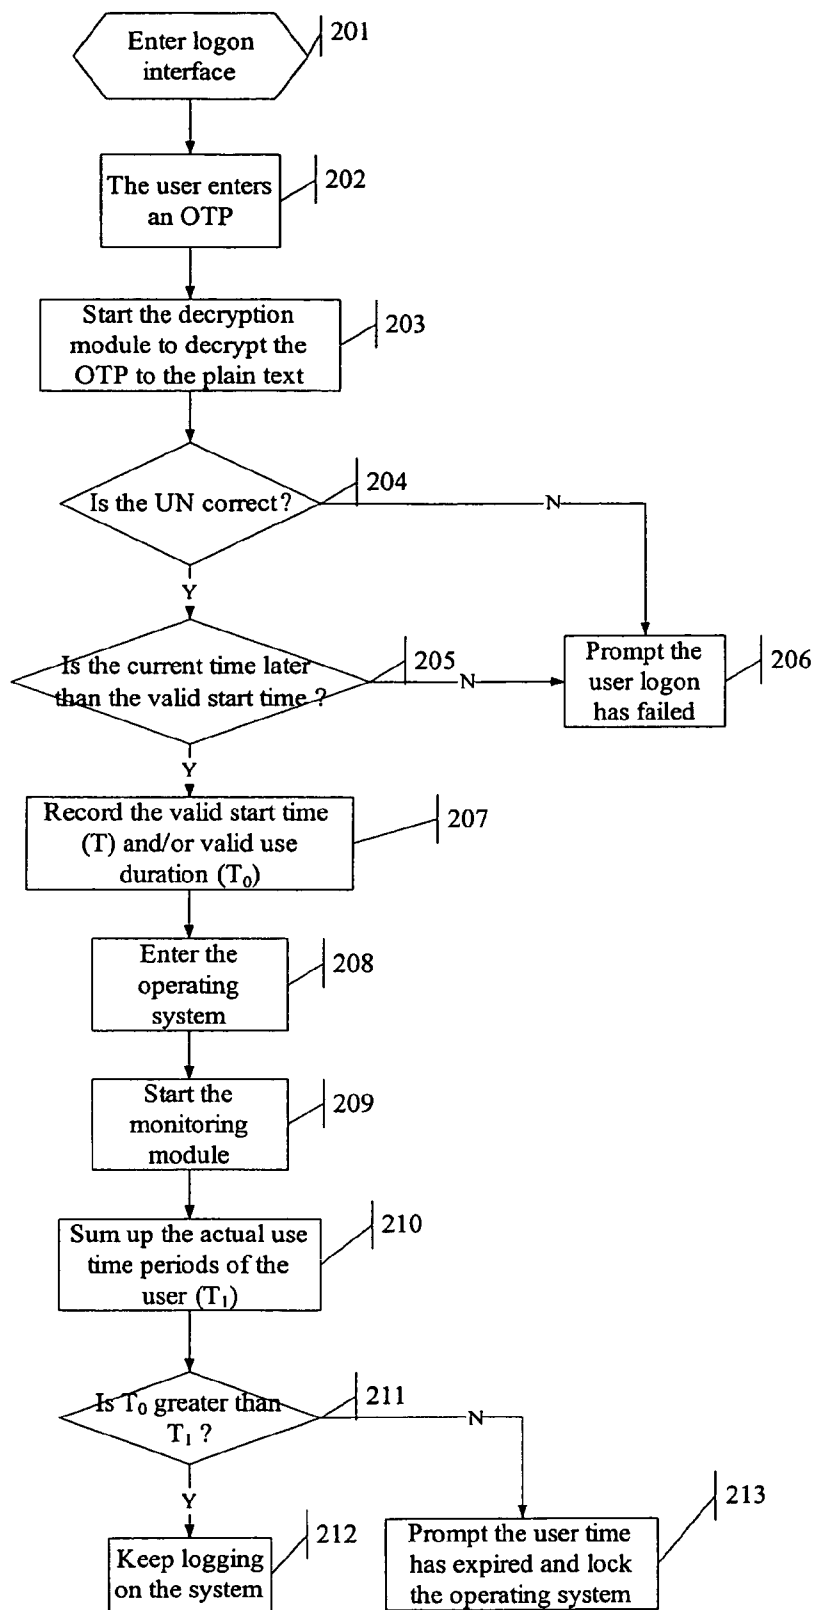 Enter logon
interface
201
The user enters
an OTP
202
Start the decryption
module to decrypt the
OTP to the plain text
203
Is the UN correct?
204
N
Y
Is the current time later
than the valid start time ?
205
N
Prompt the
user logon
has failed
206
Y
Record the valid start time
(T) and/or valid use
duration (T₀)
207
Enter the
operating
system
208
Start the
monitoring
module
209
Sum up the actual use
time periods of the
user (T₁)
210
Is T₀ greater than
T₁ ?
211
N
Y
Keep logging
on the system
212
Prompt the user time
has expired and lock
the operating system
213